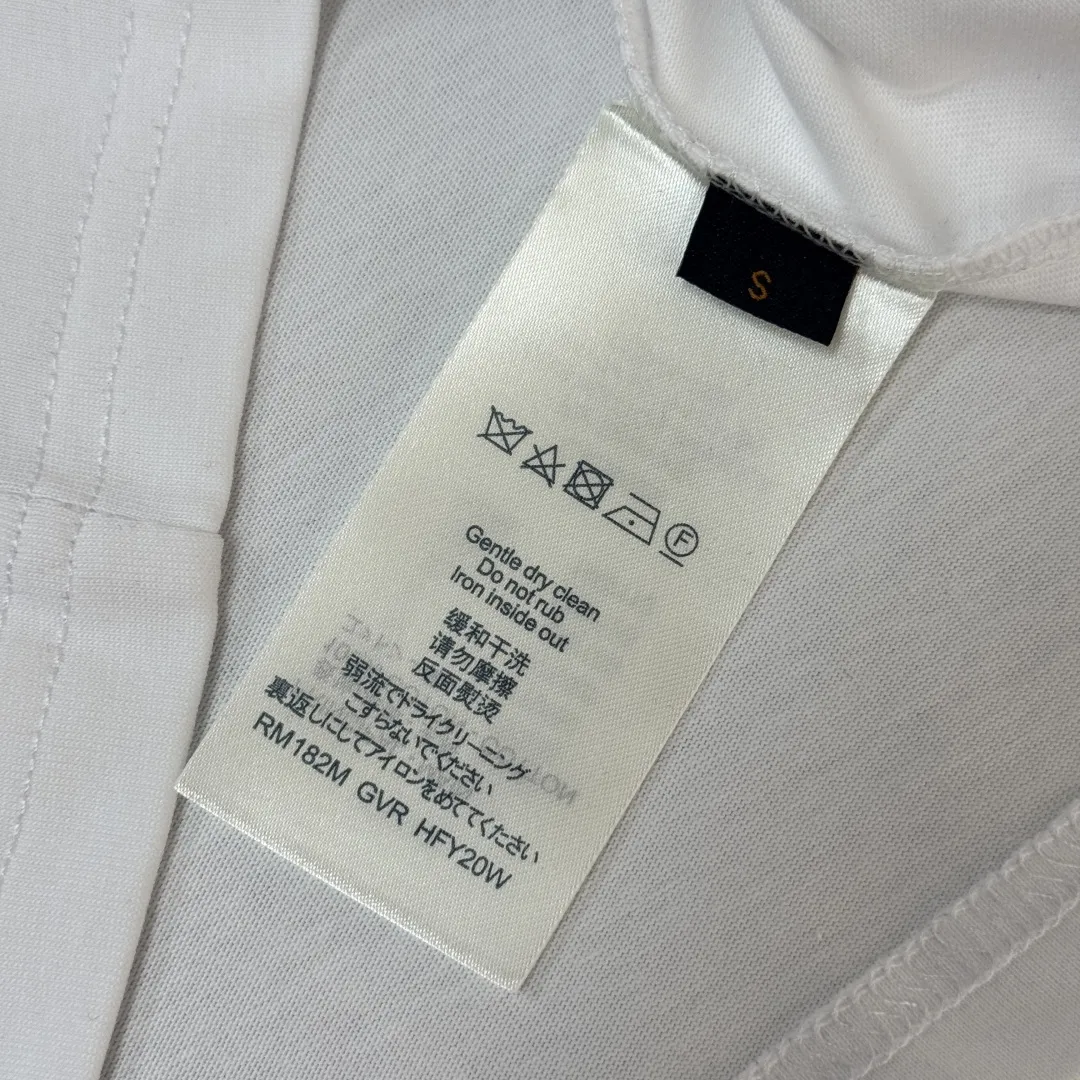 S
F
Gentle dry clean
Do not rub
Iron inside out
缓和干洗
请勿摩擦
反面熨烫
弱流でドライクリーニング
こすらないでください
裏返しにしてアイロンをめててください
RM182M GVR HFY20W